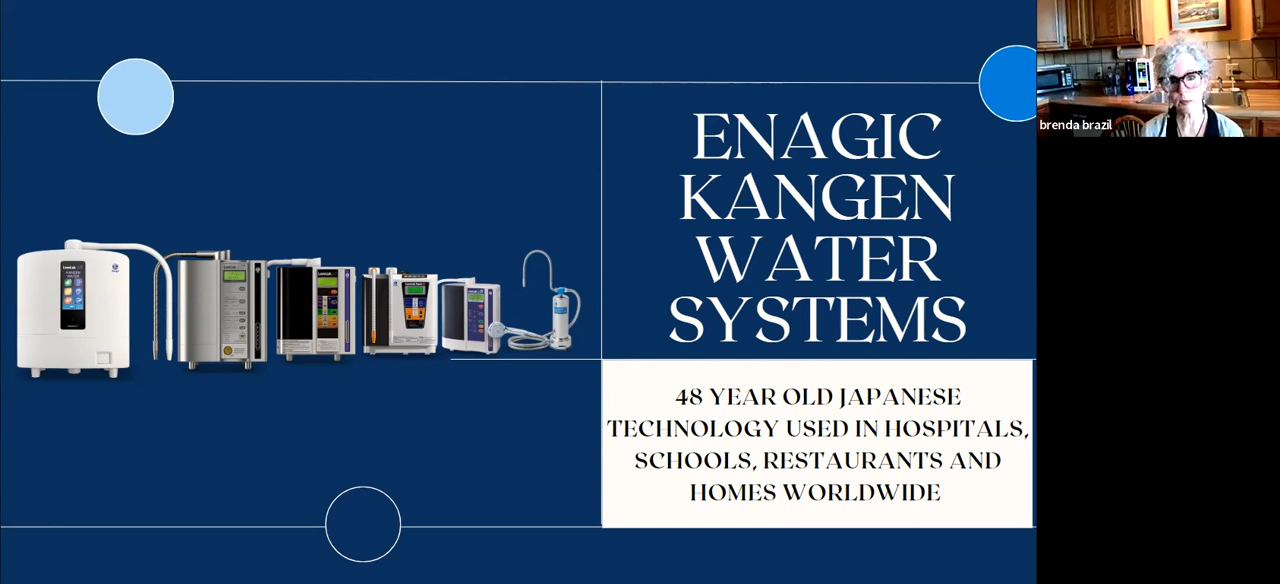 ENAGIC
KANGEN
WATER
SYSTEMS
48 YEAR OLD JAPANESE
TECHNOLOGY USED IN HOSPITALS,
SCHOOLS, RESTAURANTS AND
HOMES WORLDWIDE
brenda brazil